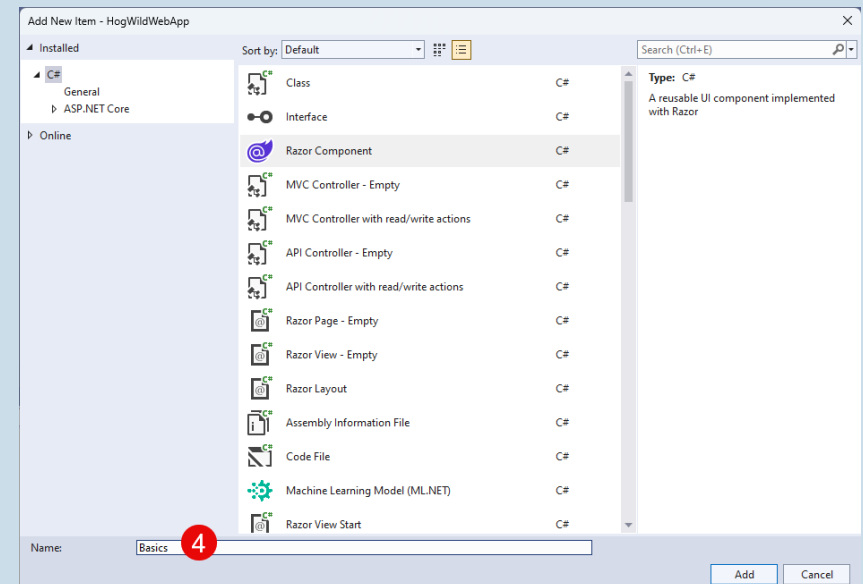 Add New Item - HogWildWebApp
Installed
Sort by: Default
Search (Ctrl+E)
C#
General
ASP.NET Core
Online
Class C#
Interface C#
Razor Component C#
MVC Controller - Empty C#
MVC Controller with read/write actions C#
API Controller - Empty C#
API Controller with read/write actions C#
Razor Page - Empty C#
Razor View - Empty C#
Razor Layout C#
Assembly Information File C#
Code File C#
Machine Learning Model (ML.NET) C#
Razor View Start C#
Type: C#
A reusable UI component implemented
with Razor
Name: Basics 4
Add Cancel